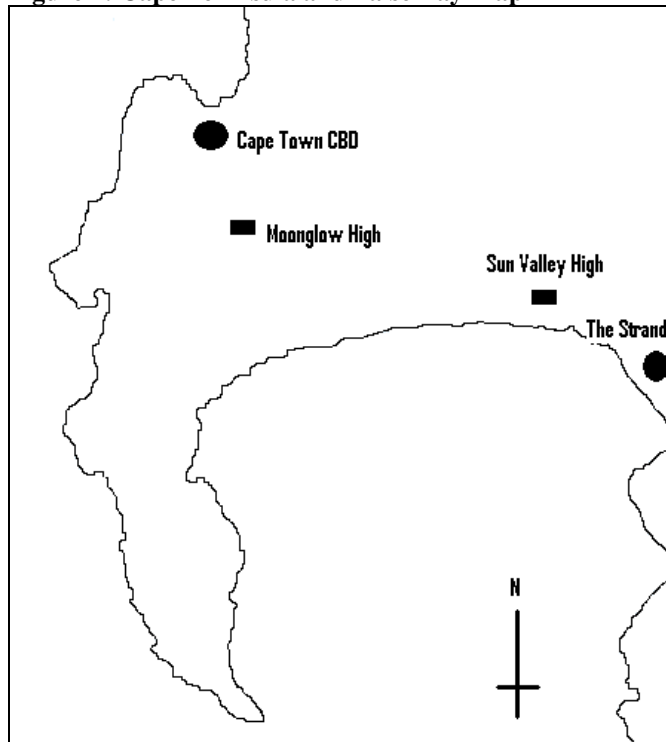 Cape Town CBD
Moonglow High
Sun Valley High
The Strand
N